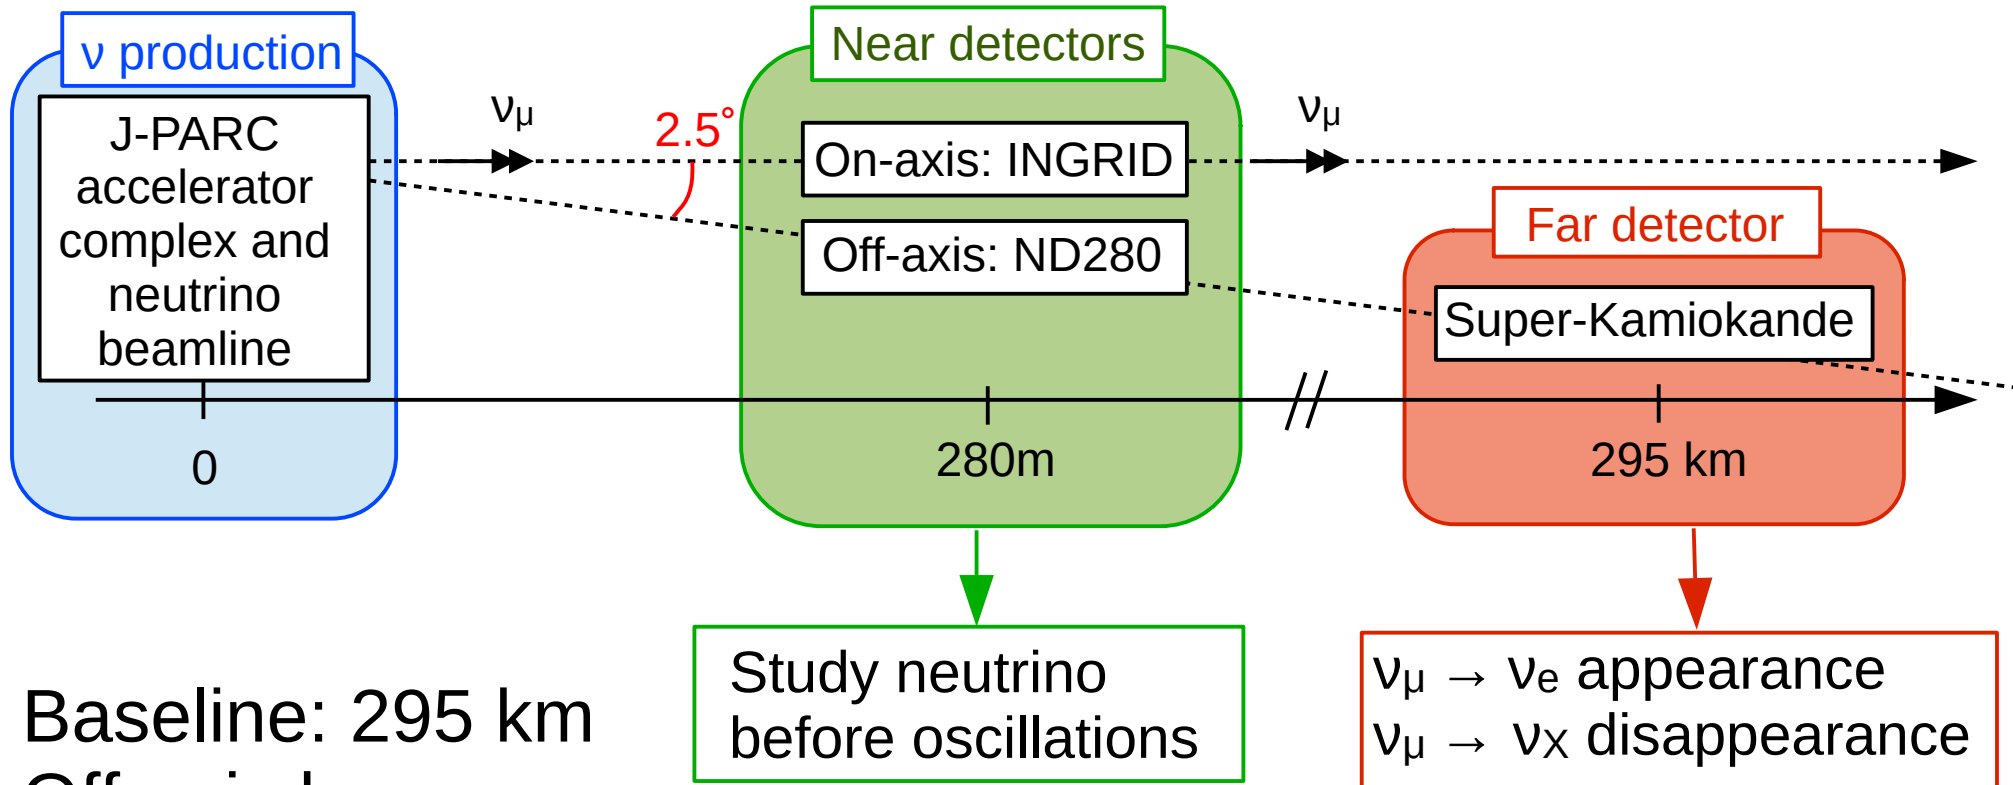 ν production
J-PARC
accelerator
complex and
neutrino
beamline
νμ
2.5°
Near detectors
On-axis: INGRID
Off-axis: ND280
νμ
Far detector
Super-Kamiokande
0
280m
295 km
Study neutrino
before oscillations
νμ → νe appearance
νμ → νX disappearance
Baseline: 295 km